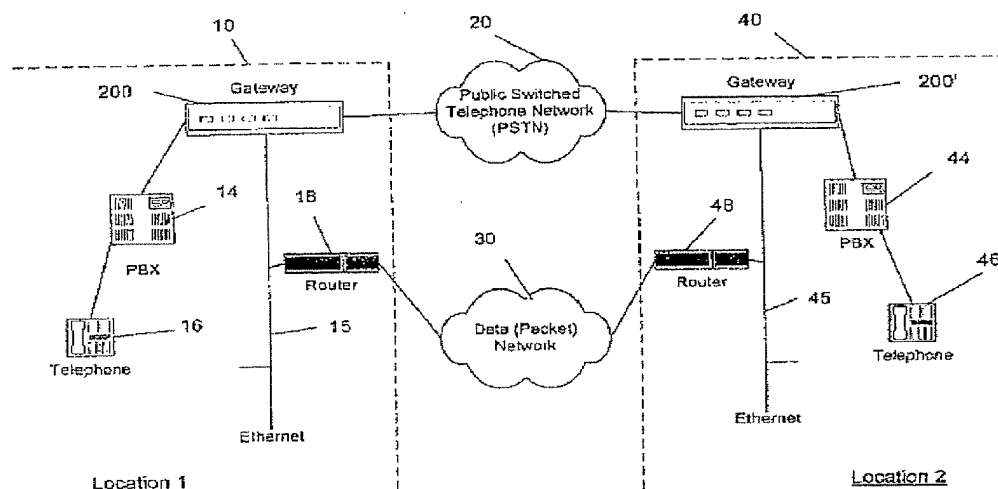 10
20
40
200
Gateway
Public Switched
Telephone Network
(PSTN)
Gateway
200'
14
PBX
18
Router
30
48
Router
44
PBX
46
16
Telephone
15
Data (Packet)
Network
45
Telephone
Ethernet
Ethernet
Location 1
Location 2